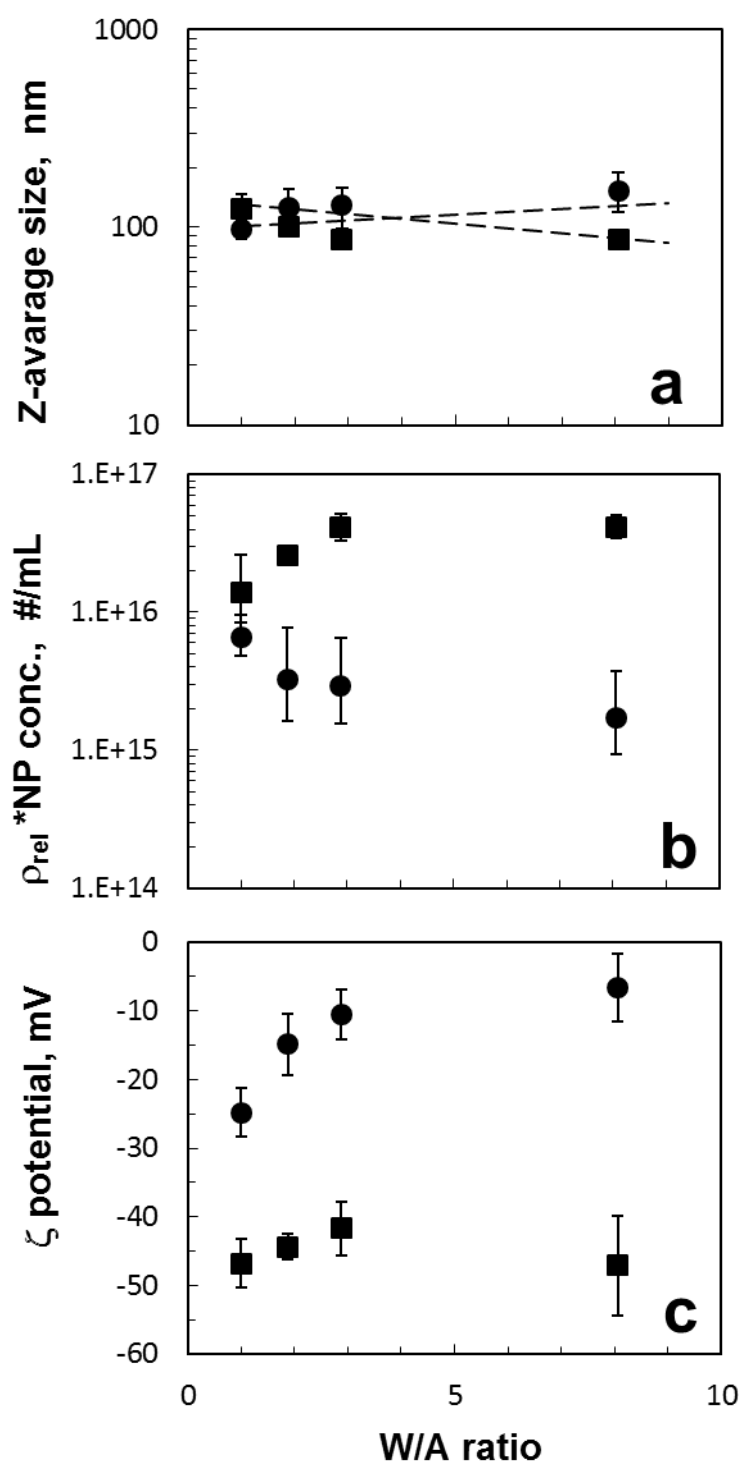 1000
100
10
Z-avarage size, nm
a
1.E+17
1.E+16
1.E+15
1.E+14
ρrel *NP conc., #/mL
b
0
-10
-20
-30
-40
-50
-60
ζ potential, mV
c
0 5 10
W/A ratio